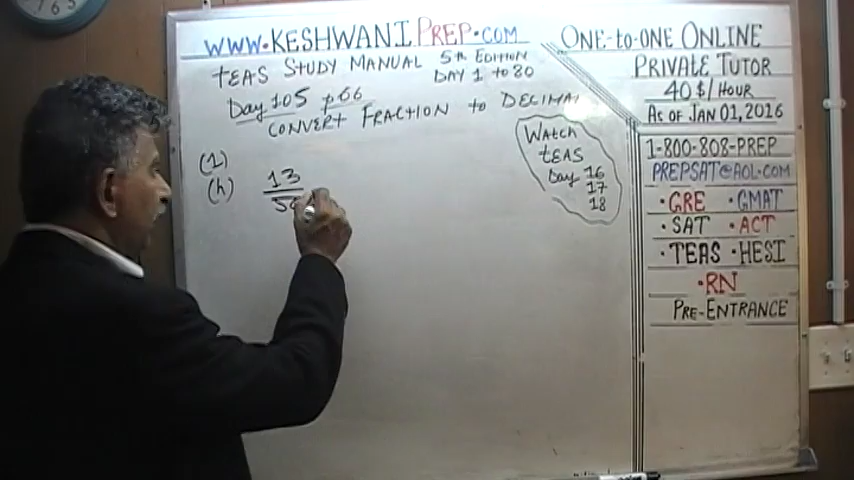 WWW.KESHWANIPREP.COM
TEAS STUDY MANUAL 5th EDITION
DAY 1 to 80
Day 105 p66
CONVERT FRACTION to DECIMAL
(1)
(h) 13
WATCH
TEAS
Day 16
17
18
ONE-to-ONE ONLINE
PRIVATE TUTOR
40$/HOUR
AS OF JAN 01,2016
1-800-808-PREP
PREPSAT@AOL.COM
•GRE •GMAT
•SAT •ACT
•TEAS •HESI
•RN
PRE-ENTRANCE